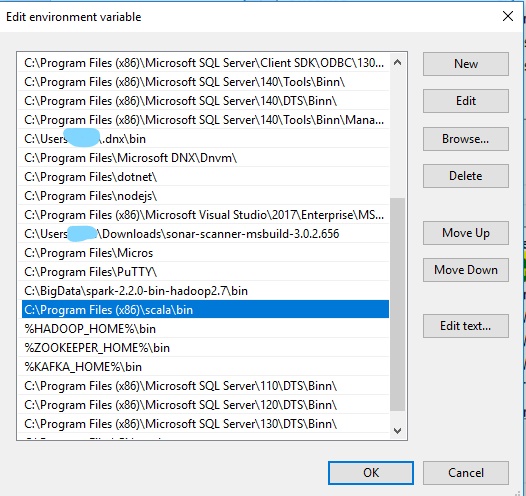 Edit environment variable
C:\Program Files (x86)\Microsoft SQL Server\Client SDK\ODBC\130...
C:\Program Files (x86)\Microsoft SQL Server\140\Tools\Binn\
C:\Program Files (x86)\Microsoft SQL Server\140\DTS\Binn\
C:\Program Files (x86)\Microsoft SQL Server\140\Tools\Binn\Mana...
C:\Users\ \.dnx\bin
C:\Program Files\Microsoft DNX\Dnvm\
C:\Program Files\dotnet\
C:\Program Files\nodejs\
C:\Program Files (x86)\Microsoft Visual Studio\2017\Enterprise\MS...
C:\Users \Downloads\sonar-scanner-msbuild-3.0.2.656
C:\Program Files\Micros
C:\Program Files\PuTTY\
C:\BigData\spark-2.2.0-bin-hadoop2.7\bin
C:\Program Files (x86)\scala\bin
%HADOOP_HOME%\bin
%ZOOKEEPER_HOME%\bin
%KAFKA_HOME%\bin
C:\Program Files (x86)\Microsoft SQL Server\110\DTS\Binn\
C:\Program Files (x86)\Microsoft SQL Server\120\DTS\Binn\
C:\Program Files (x86)\Microsoft SQL Server\130\DTS\Binn\
New
Edit
Browse...
Delete
Move Up
Move Down
Edit text...
OK
Cancel